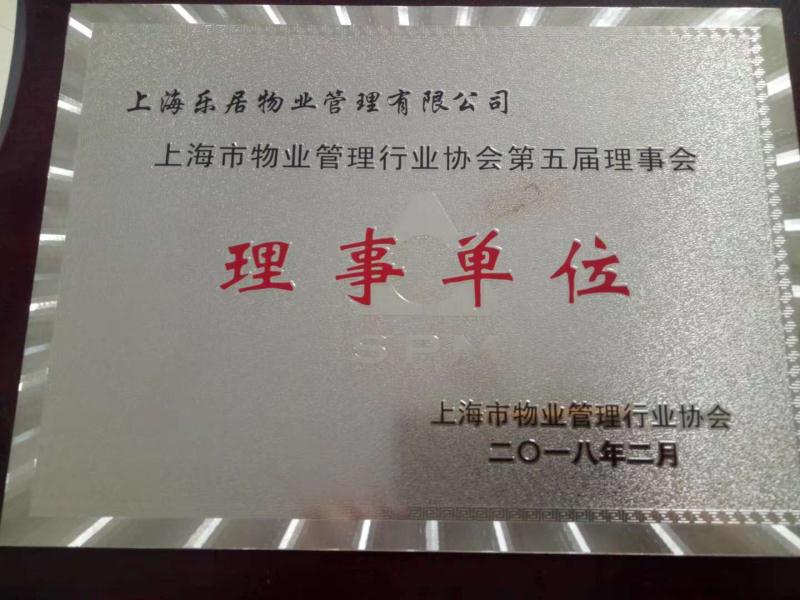 上海乐居物业管理有限公司
上海市物业管理行业协会第五届理事会
理事单位
SPM
上海市物业管理行业协会
二〇一八年二月